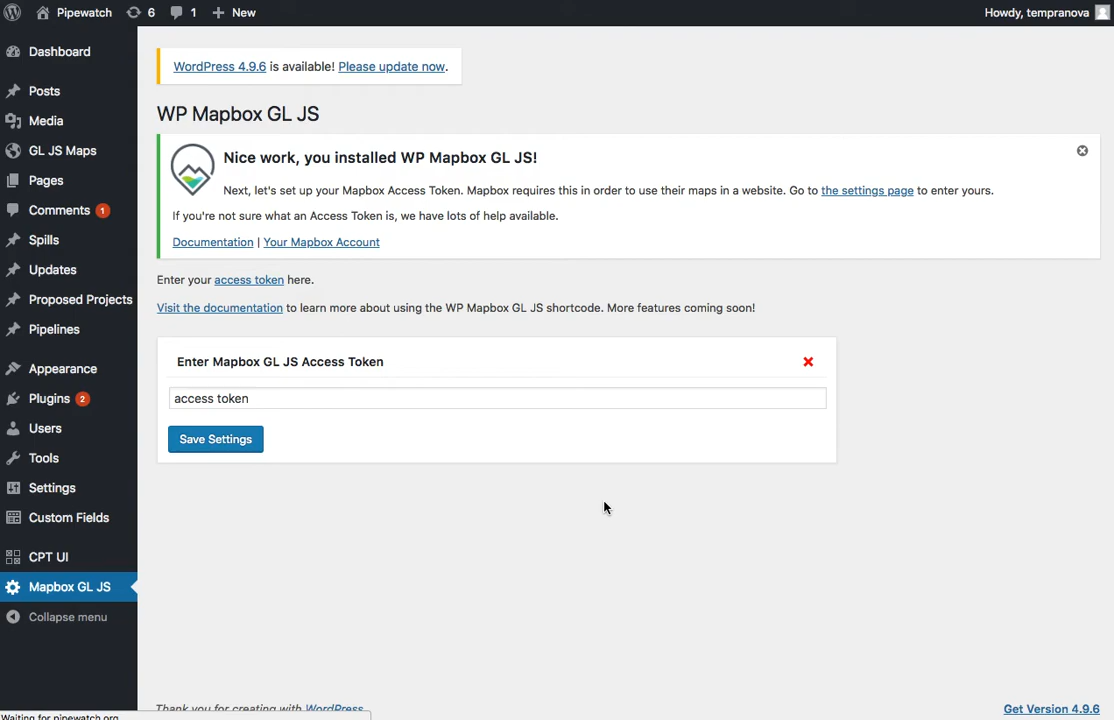 Pipewatch 6 1 New Howdy, tempranova
Dashboard
Posts
Media
GL JS Maps
Pages
Comments 1
Spills
Updates
Proposed Projects
Pipelines
Appearance
Plugins 2
Users
Tools
Settings
Custom Fields
CPT UI
Mapbox GL JS
Collapse menu
WordPress 4.9.6 is available! Please update now.
WP Mapbox GL JS
Nice work, you installed WP Mapbox GL JS!
Next, let's set up your Mapbox Access Token. Mapbox requires this in order to use their maps in a website. Go to the settings page to enter yours.
If you're not sure what an Access Token is, we have lots of help available.
Documentation | Your Mapbox Account
Enter your access token here.
Visit the documentation to learn more about using the WP Mapbox GL JS shortcode. More features coming soon!
Enter Mapbox GL JS Access Token
access token
Save Settings
Thank you for creating with WordPress
Get Version 4.9.6
Waiting for pipewatch.org